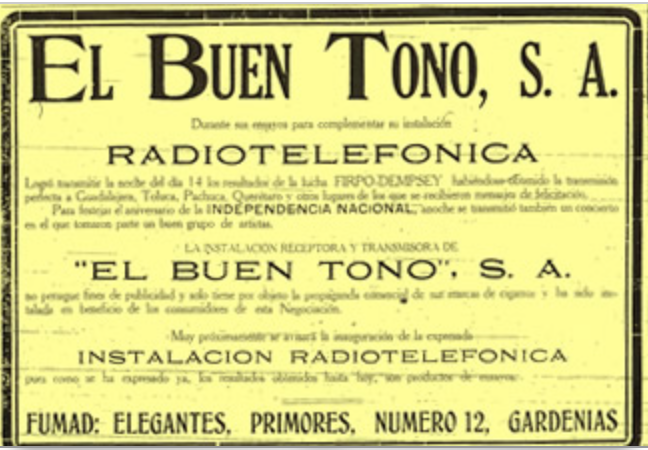 EL BUEN TONO, S. A.
Durante sus ensayos para complementar su instalación
RADIOTELEFONICA
Logró transmitir la noche del día 14 los resultados de la lucha FIRPO-DEMPSEY habiéndose obtenido la transmisión
perfecta a Guadalajara, Toluca, Pachuca, Querétaro y otros lugares de los que se recibieron mensajes de felicitación.
Para festejar el aniversario de la INDEPENDENCIA NACIONAL, anoche se transmitió también un concierto
en el que tomaron parte un buen grupo de artistas.
LA INSTALACION RECEPTORA Y TRANSMISORA DE
"EL BUEN TONO", S. A.
no persigue fines de publicidad y sólo tiene por objeto la propaganda comercial de sus marcas de cigarros y ha sido ins-
talada en beneficio de los consumidores de esta Negociación.
Muy próximamente se avisará la inauguración de la expresada
INSTALACION RADIOTELEFONICA
pues como se ha expresado ya, los resultados obtenidos hasta hoy, son productos de ensayos.
FUMAD: ELEGANTES, PRIMORES, NUMERO 12, GARDENIAS